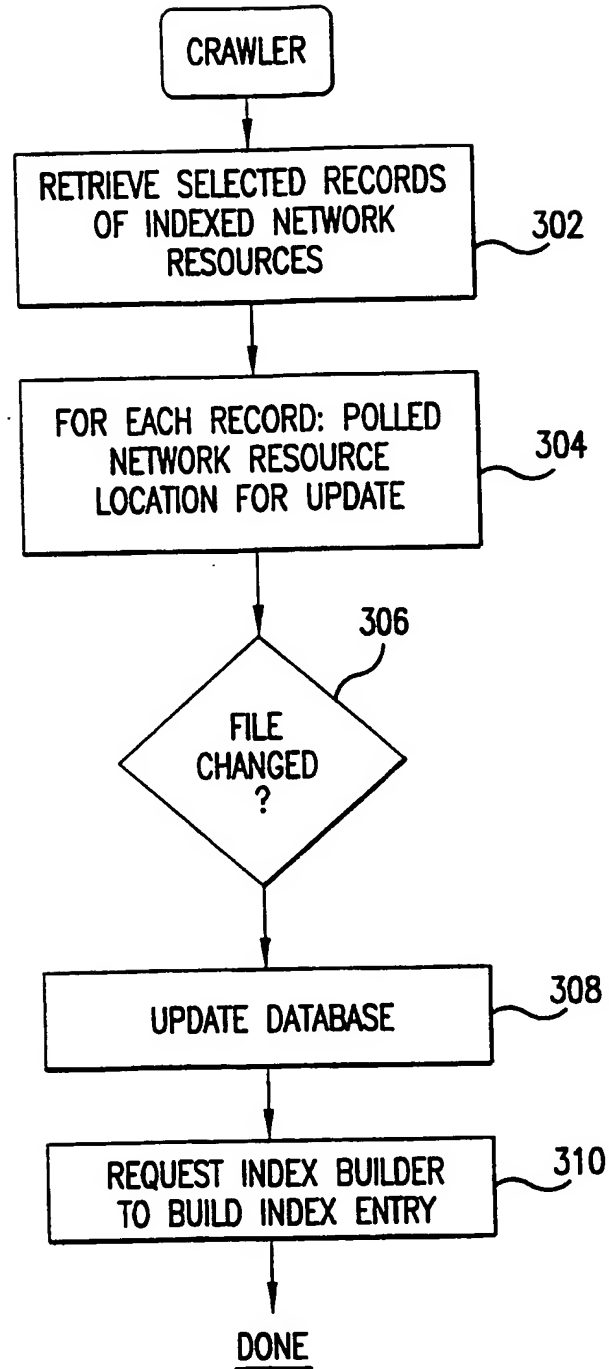 CRAWLER
RETRIEVE SELECTED RECORDS
OF INDEXED NETWORK
RESOURCES
302
FOR EACH RECORD: POLLED
NETWORK RESOURCE
LOCATION FOR UPDATE
304
306
FILE
CHANGED
?
UPDATE DATABASE
308
REQUEST INDEX BUILDER
TO BUILD INDEX ENTRY
310
DONE